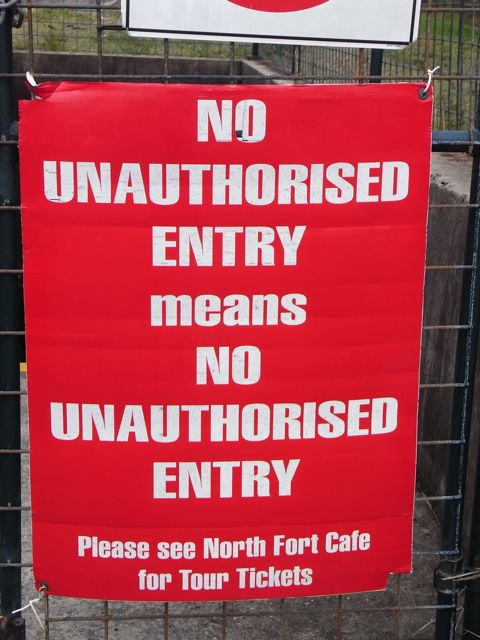 NO
UNAUTHORISED
ENTRY
means
NO
UNAUTHORISED
ENTRY
Please see North Fort Cafe
for Tour Tickets